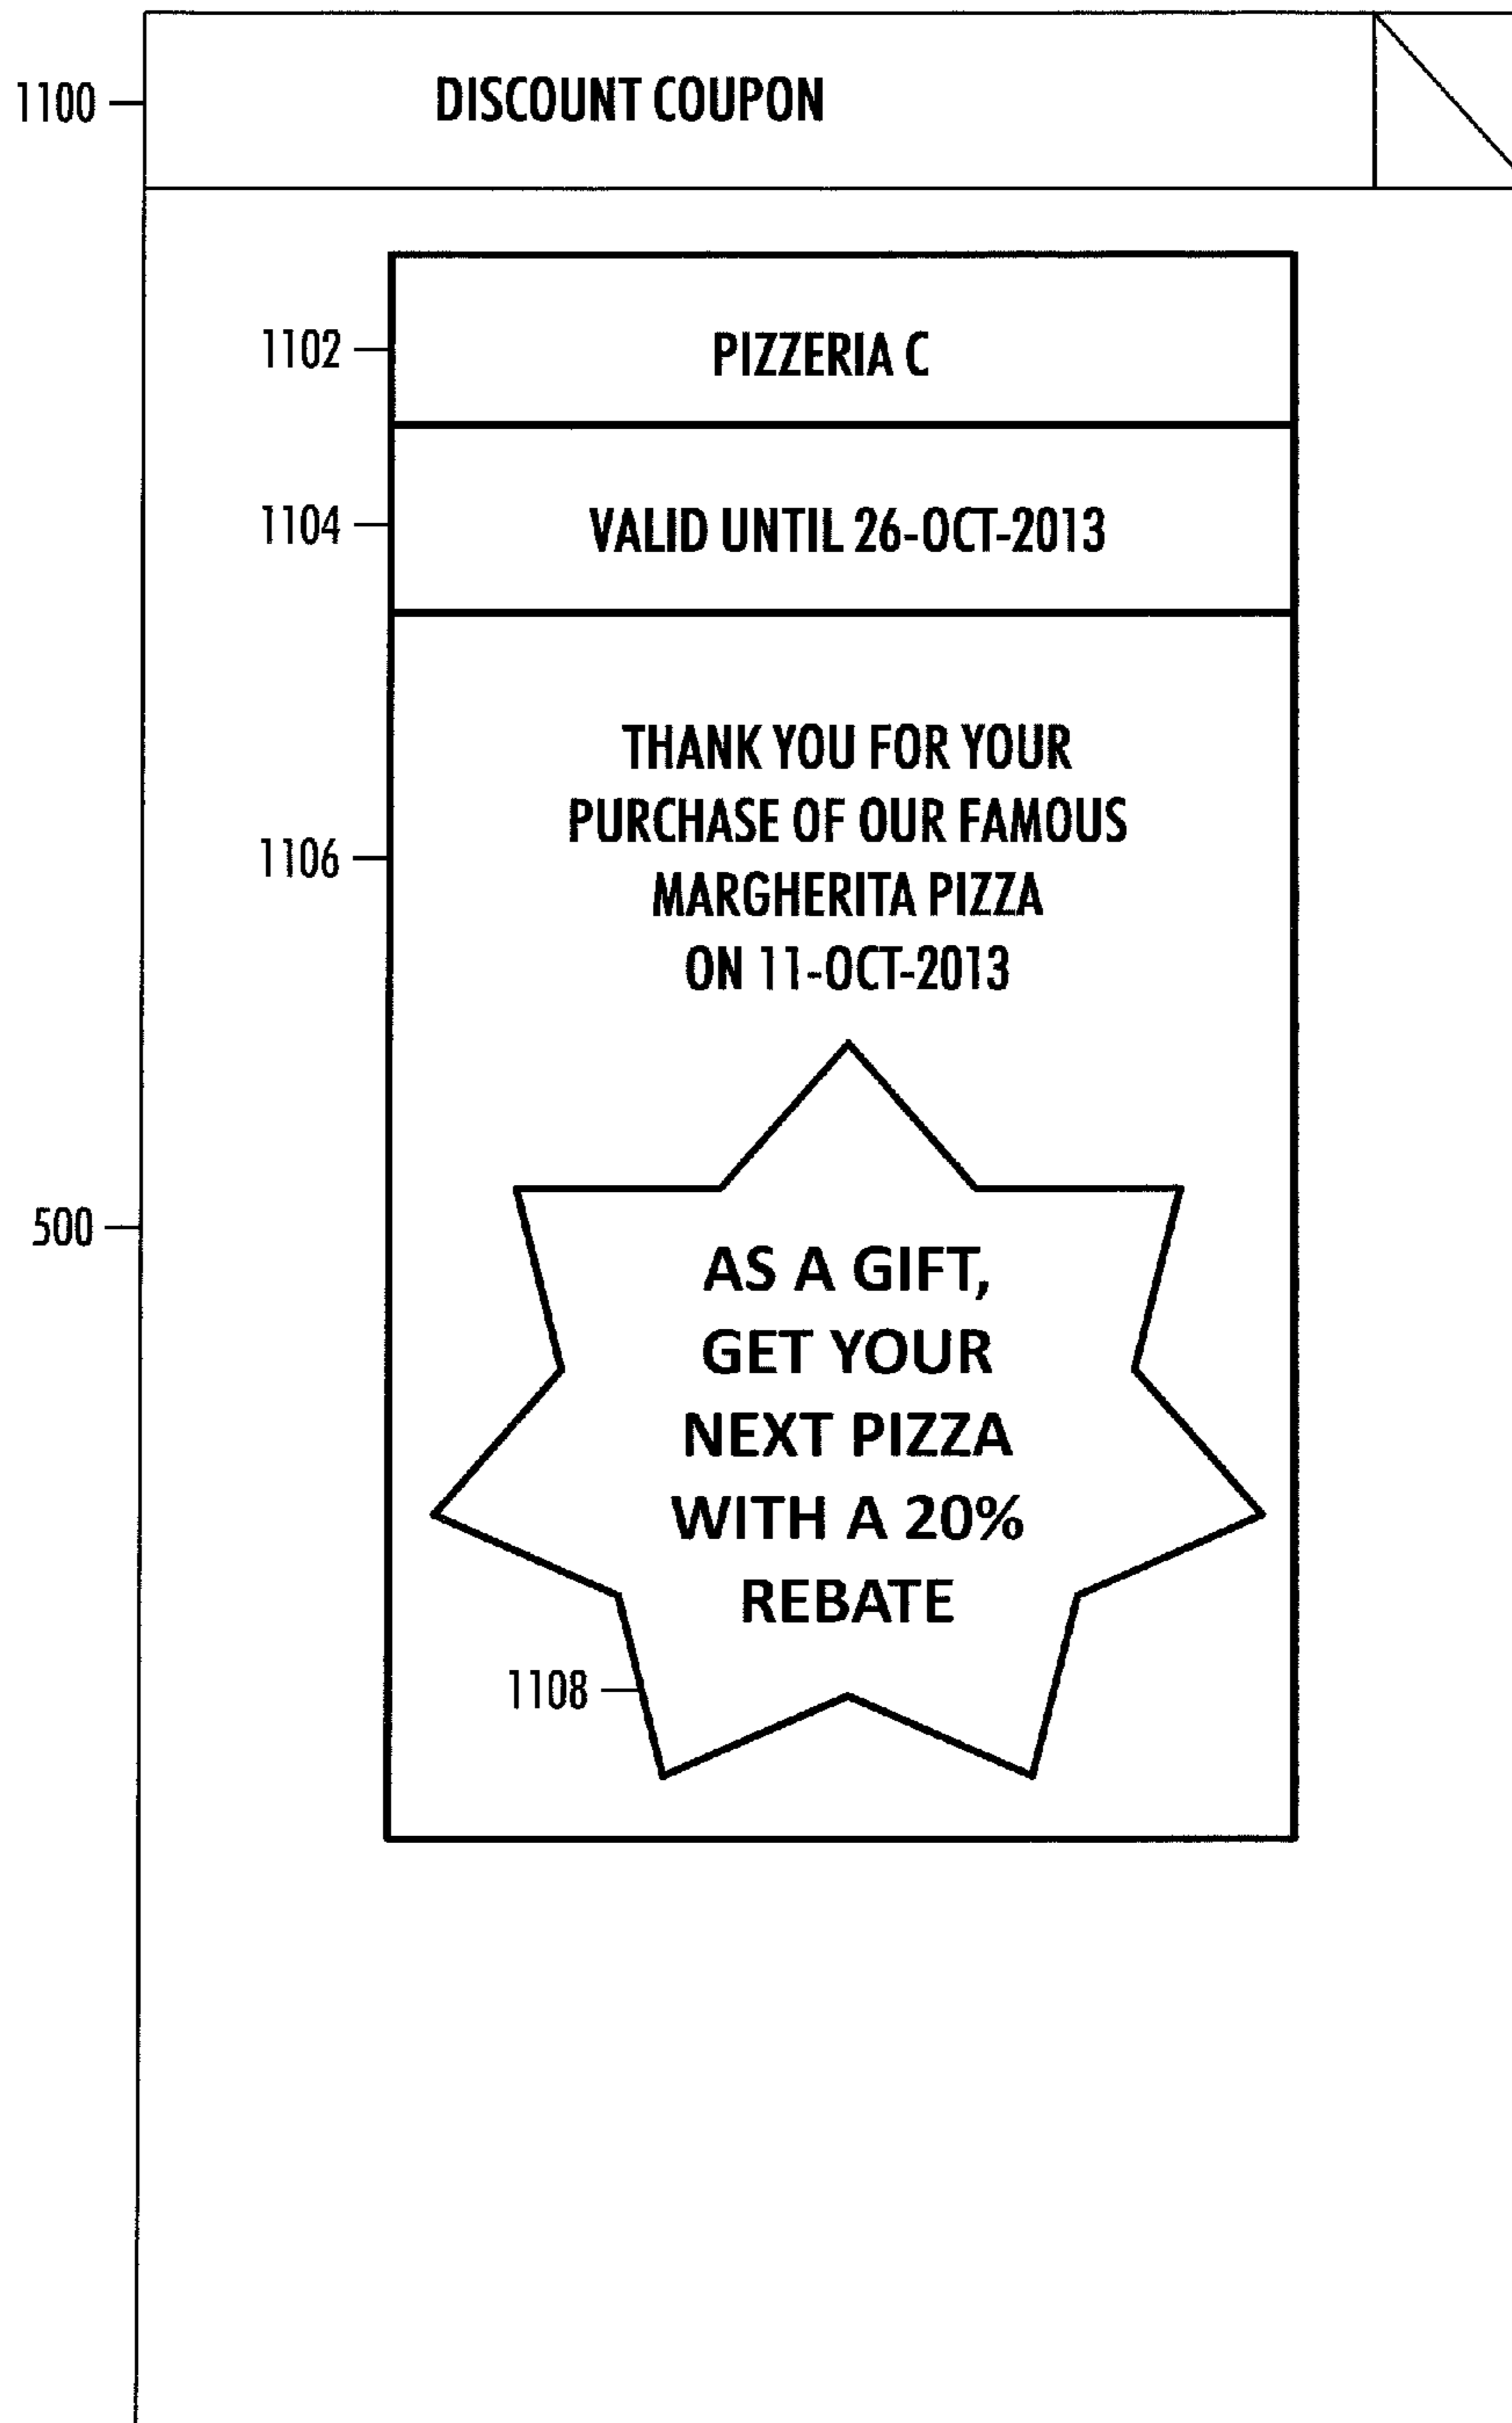 1100
DISCOUNT COUPON
1102
PIZZERIA C
1104
VALID UNTIL 26-OCT-2013
THANK YOU FOR YOUR
PURCHASE OF OUR FAMOUS
1106
MARGHERITA PIZZA
ON 11-OCT-2013
500
AS A GIFT,
GET YOUR
NEXT PIZZA
WITH A 20%
REBATE
1108